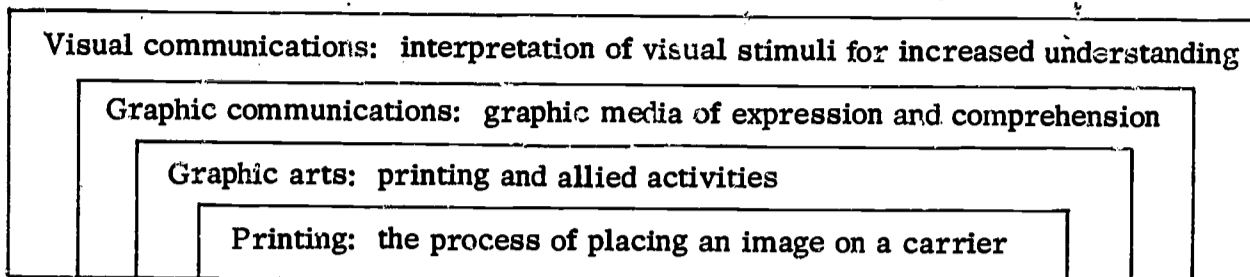 Visual communications: interpretation of visual stimuli for increased understanding
Graphic communications: graphic media of expression and comprehension
Graphic arts: printing and allied activities
Printing: the process of placing an image on a carrier